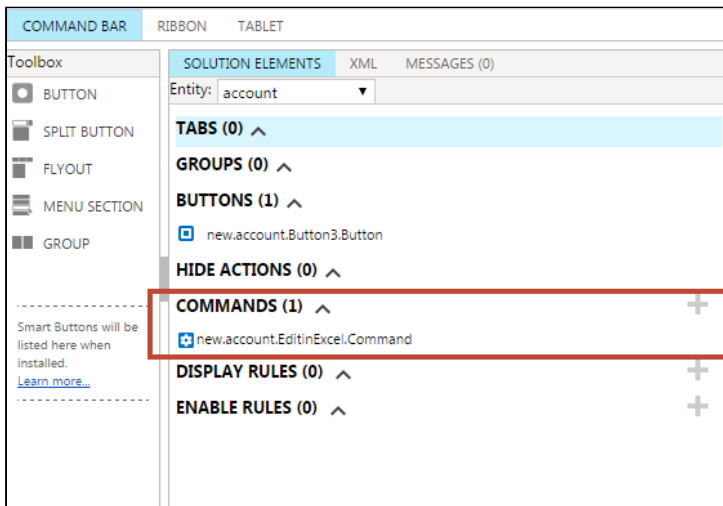 COMMAND BAR RIBBON TABLET
Toolbox
BUTTON
SPLIT BUTTON
FLYOUT
MENU SECTION
GROUP
Smart Buttons will be
listed here when
installed.
Learn more...
SOLUTION ELEMENTS XML MESSAGES (0)
Entity: account
TABS (0)
GROUPS (0)
BUTTONS (1)
new.account.Button3.Button
HIDE ACTIONS (0)
COMMANDS (1)
new.account.EditinExcel.Command
DISPLAY RULES (0)
ENABLE RULES (0)